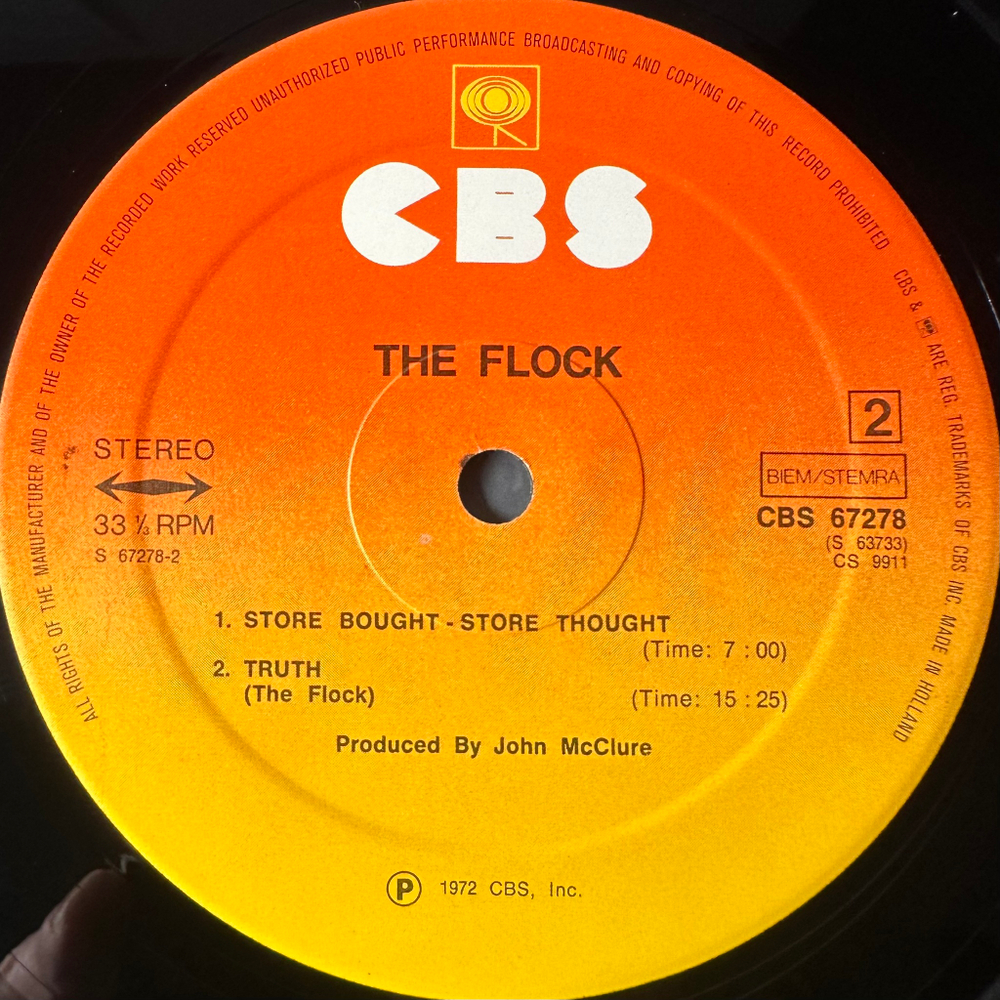 ALL RIGHTS OF THE MANUFACTURER AND OF THE OWNER OF THE RECORDED WORK RESERVED UNAUTHORIZED PUBLIC PERFORMANCE BROADCASTING AND COPYING OF THIS RECORD PROHIBITED CBS & ARE REG. TRADEMARKS OF CBS INC. MADE IN HOLLAND
CBS
THE FLOCK
2
STEREO
BIEM/STEMRA
33 ⅓ RPM
CBS 67278
S 67278-2
(S 63733)
CS 9911
1. STORE BOUGHT - STORE THOUGHT
(Time: 7 : 00)
2. TRUTH
(The Flock) (Time: 15 : 25)
Produced By John McClure
Ⓟ 1972 CBS, Inc.